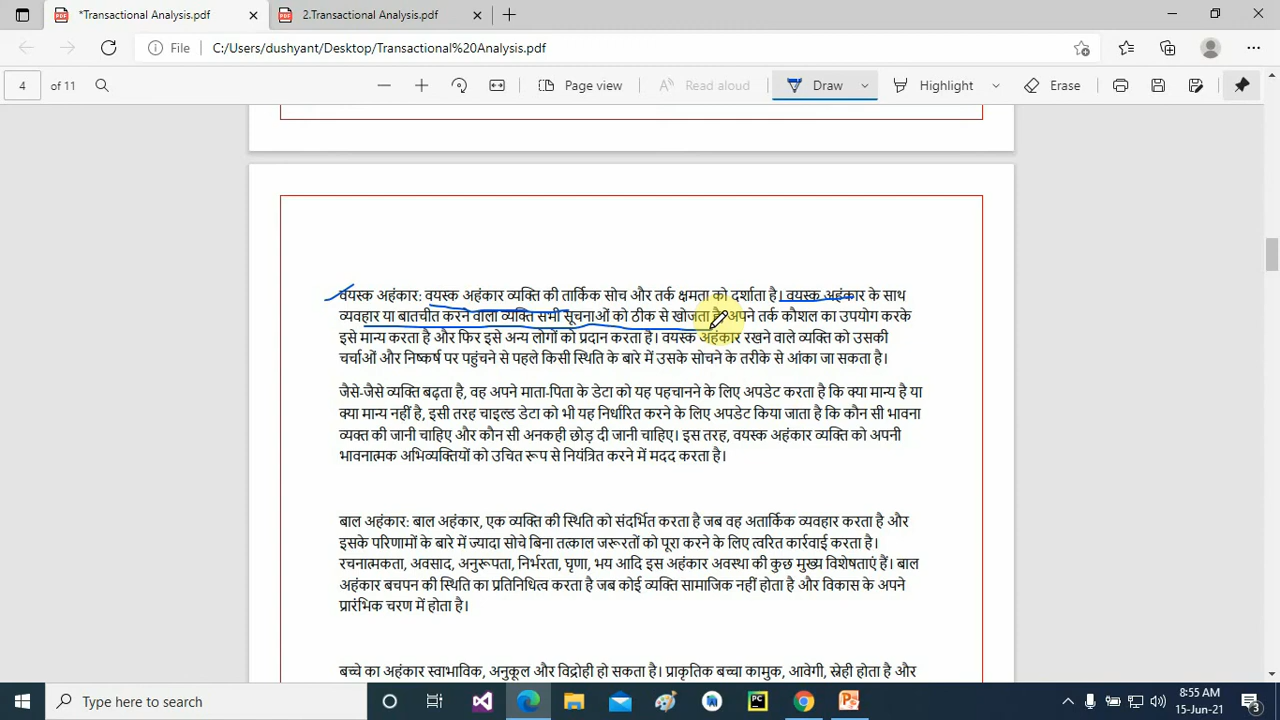 *Transactional Analysis.pdf
2.Transactional Analysis.pdf
File
C:/Users/dushyant/Desktop/Transactional%20Analysis.pdf
4 of 11
Page view
Read aloud
Draw
Highlight
Erase
वयस्क अहंकार: वयस्क अहंकार व्यक्ति की तार्किक सोच और तर्क क्षमता को दर्शाता है। वयस्क अहंकार के साथ
व्यवहार या बातचीत करने वाला व्यक्ति सभी सूचनाओं को ठीक से खोजता है, अपने तर्क कौशल का उपयोग करके
इसे मान्य करता है और फिर इसे अन्य लोगों को प्रदान करता है। वयस्क अहंकार रखने वाले व्यक्ति को उसकी
चर्चाओं और निष्कर्ष पर पहुंचने से पहले किसी स्थिति के बारे में उसके सोचने के तरीके से आंका जा सकता है।
जैसे-जैसे व्यक्ति बढ़ता है, वह अपने माता-पिता के डेटा को यह पहचानने के लिए अपडेट करता है कि क्या मान्य है या
क्या मान्य नहीं है, इसी तरह चाइल्ड डेटा को भी यह निर्धारित करने के लिए अपडेट किया जाता है कि कौन सी भावना
व्यक्त की जानी चाहिए और कौन सी अनकही छोड़ दी जानी चाहिए। इस तरह, वयस्क अहंकार व्यक्ति को अपनी
भावनात्मक अभिव्यक्तियों को उचित रूप से नियंत्रित करने में मदद करता है।
बाल अहंकार: बाल अहंकार, एक व्यक्ति की स्थिति को संदर्भित करता है जब वह अतार्किक व्यवहार करता है और
इसके परिणामों के बारे में ज्यादा सोचे बिना तत्काल जरूरतों को पूरा करने के लिए त्वरित कार्रवाई करता है।
रचनात्मकता, अवसाद, अनुरूपता, निर्भरता, घृणा, भय आदि इस अहंकार अवस्था की कुछ मुख्य विशेषताएं हैं। बाल
अहंकार बचपन की स्थिति का प्रतिनिधित्व करता है जब कोई व्यक्ति सामाजिक नहीं होता है और विकास के अपने
प्रारंभिक चरण में होता है।
बच्चे का अहंकार स्वाभाविक, अनुकूल और विद्रोही हो सकता है। प्राकृतिक बच्चा कामुक, आवेगी, स्नेही होता है और
Type here to search
PC
8:55 AM
15-Jun-21
3